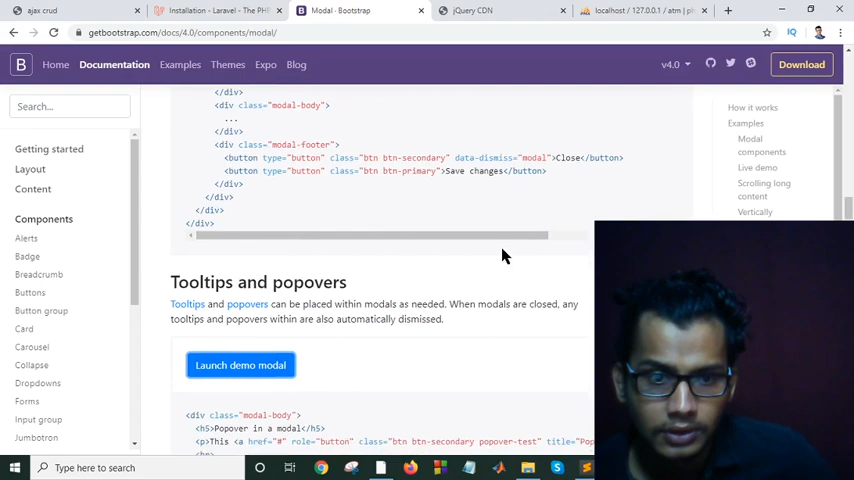 ajax crud
Installation - Laravel - The PHP
Modal · Bootstrap
jQuery CDN
localhost / 127.0.0.1 / atm | ph
getbootstrap.com/docs/4.0/components/modal/
IQ
B Home Documentation Examples Themes Expo Blog v4.0 Download
Search...
Getting started
Layout
Content
Components
Alerts
Badge
Breadcrumb
Buttons
Button group
Card
Carousel
Collapse
Dropdowns
Forms
Input group
Jumbotron
</div>
<div class="modal-body">
...
</div>
<div class="modal-footer">
<button type="button" class="btn btn-secondary" data-dismiss="modal">Close</button>
<button type="button" class="btn btn-primary">Save changes</button>
</div>
</div>
</div>
</div>
Tooltips and popovers
Tooltips and popovers can be placed within modals as needed. When modals are closed, any
tooltips and popovers within are also automatically dismissed.
Launch demo modal
<div class="modal-body">
<h5>Popover in a modal</h5>
<p>This <a href="#" role="button" class="btn btn-secondary popover-test" title="Pop
<hr>
How it works
Examples
Modal
components
Live demo
Scrolling long
content
Vertically
Type here to search